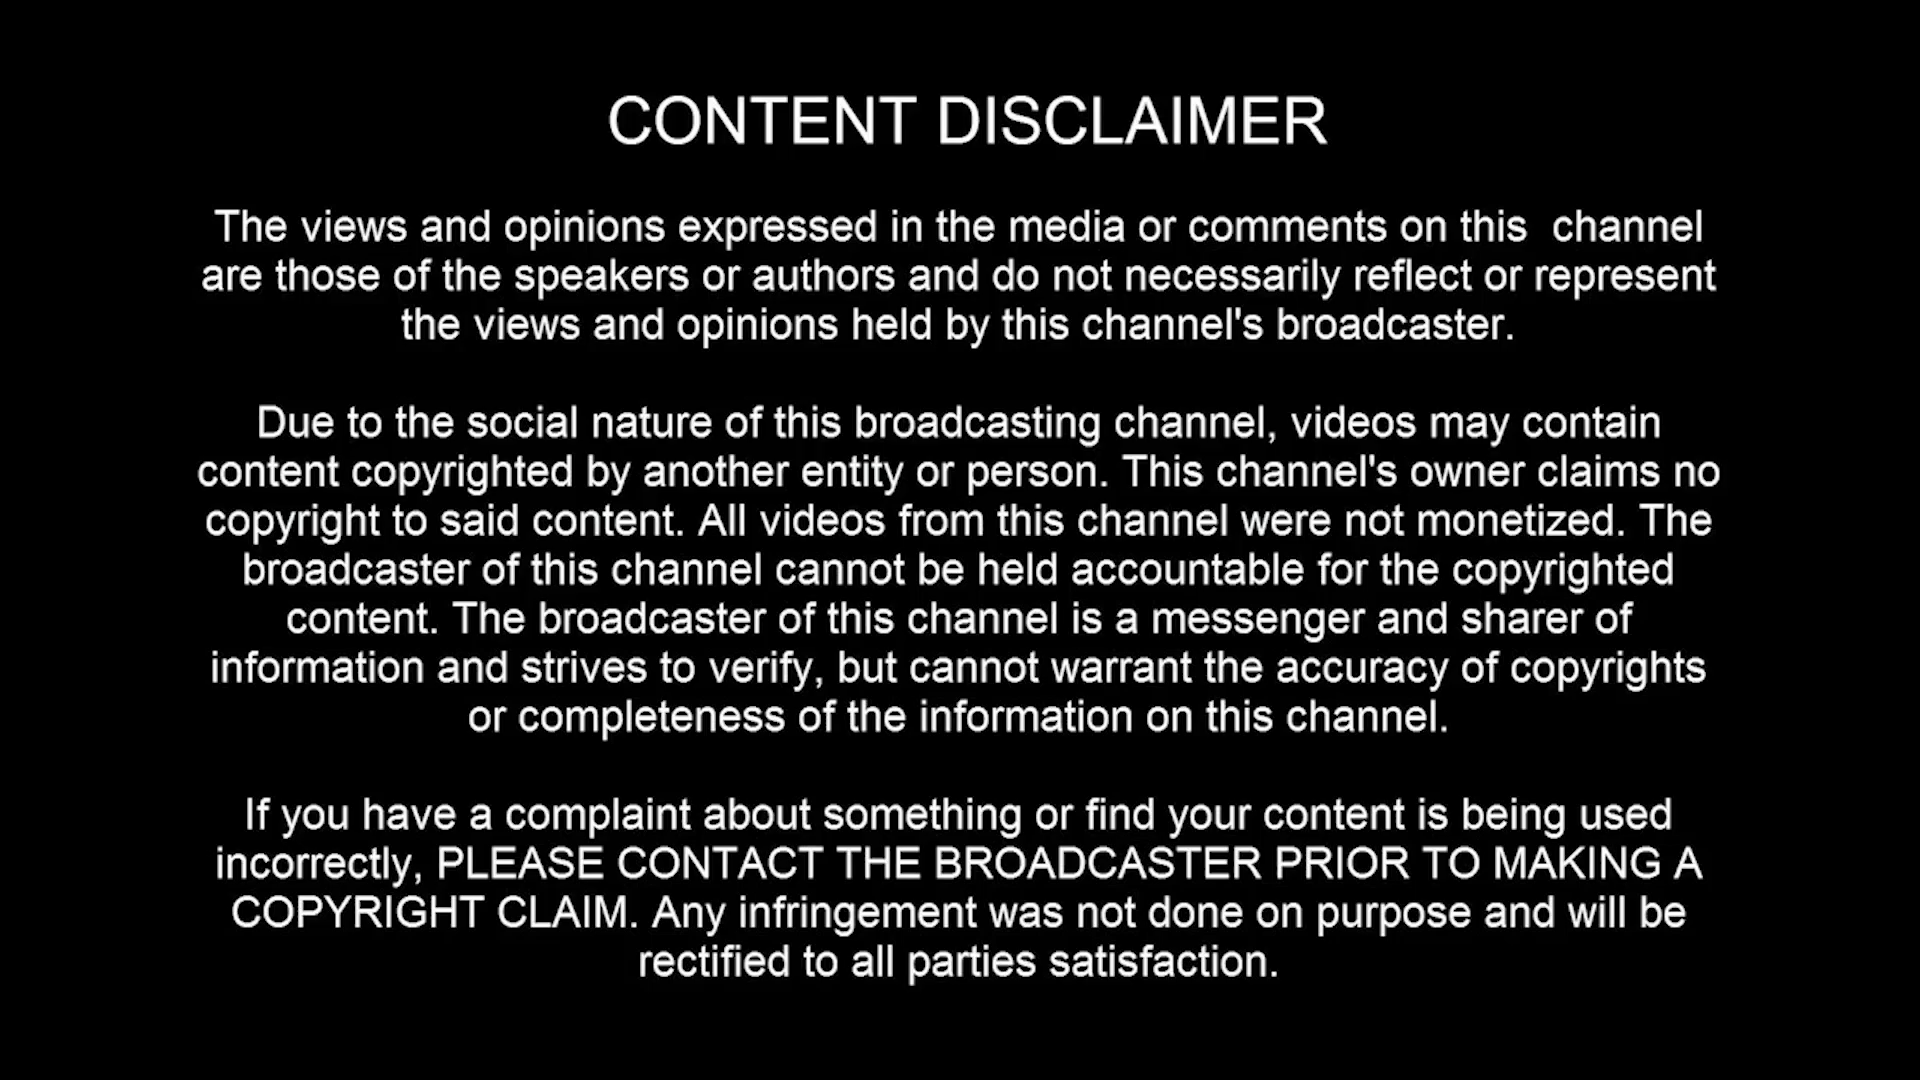 CONTENT DISCLAIMER
The views and opinions expressed in the media or comments on this  channel
are those of the speakers or authors and do not necessarily reflect or represent
the views and opinions held by this channel's broadcaster.
Due to the social nature of this broadcasting channel, videos may contain
content copyrighted by another entity or person. This channel's owner claims no
copyright to said content. All videos from this channel were not monetized. The
broadcaster of this channel cannot be held accountable for the copyrighted
content. The broadcaster of this channel is a messenger and sharer of
information and strives to verify, but cannot warrant the accuracy of copyrights
or completeness of the information on this channel.
If you have a complaint about something or find your content is being used
incorrectly, PLEASE CONTACT THE BROADCASTER PRIOR TO MAKING A
COPYRIGHT CLAIM. Any infringement was not done on purpose and will be
rectified to all parties satisfaction.